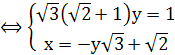 ⇔ { √3(√2 + 1)y = 1
x = −y√3 + √2